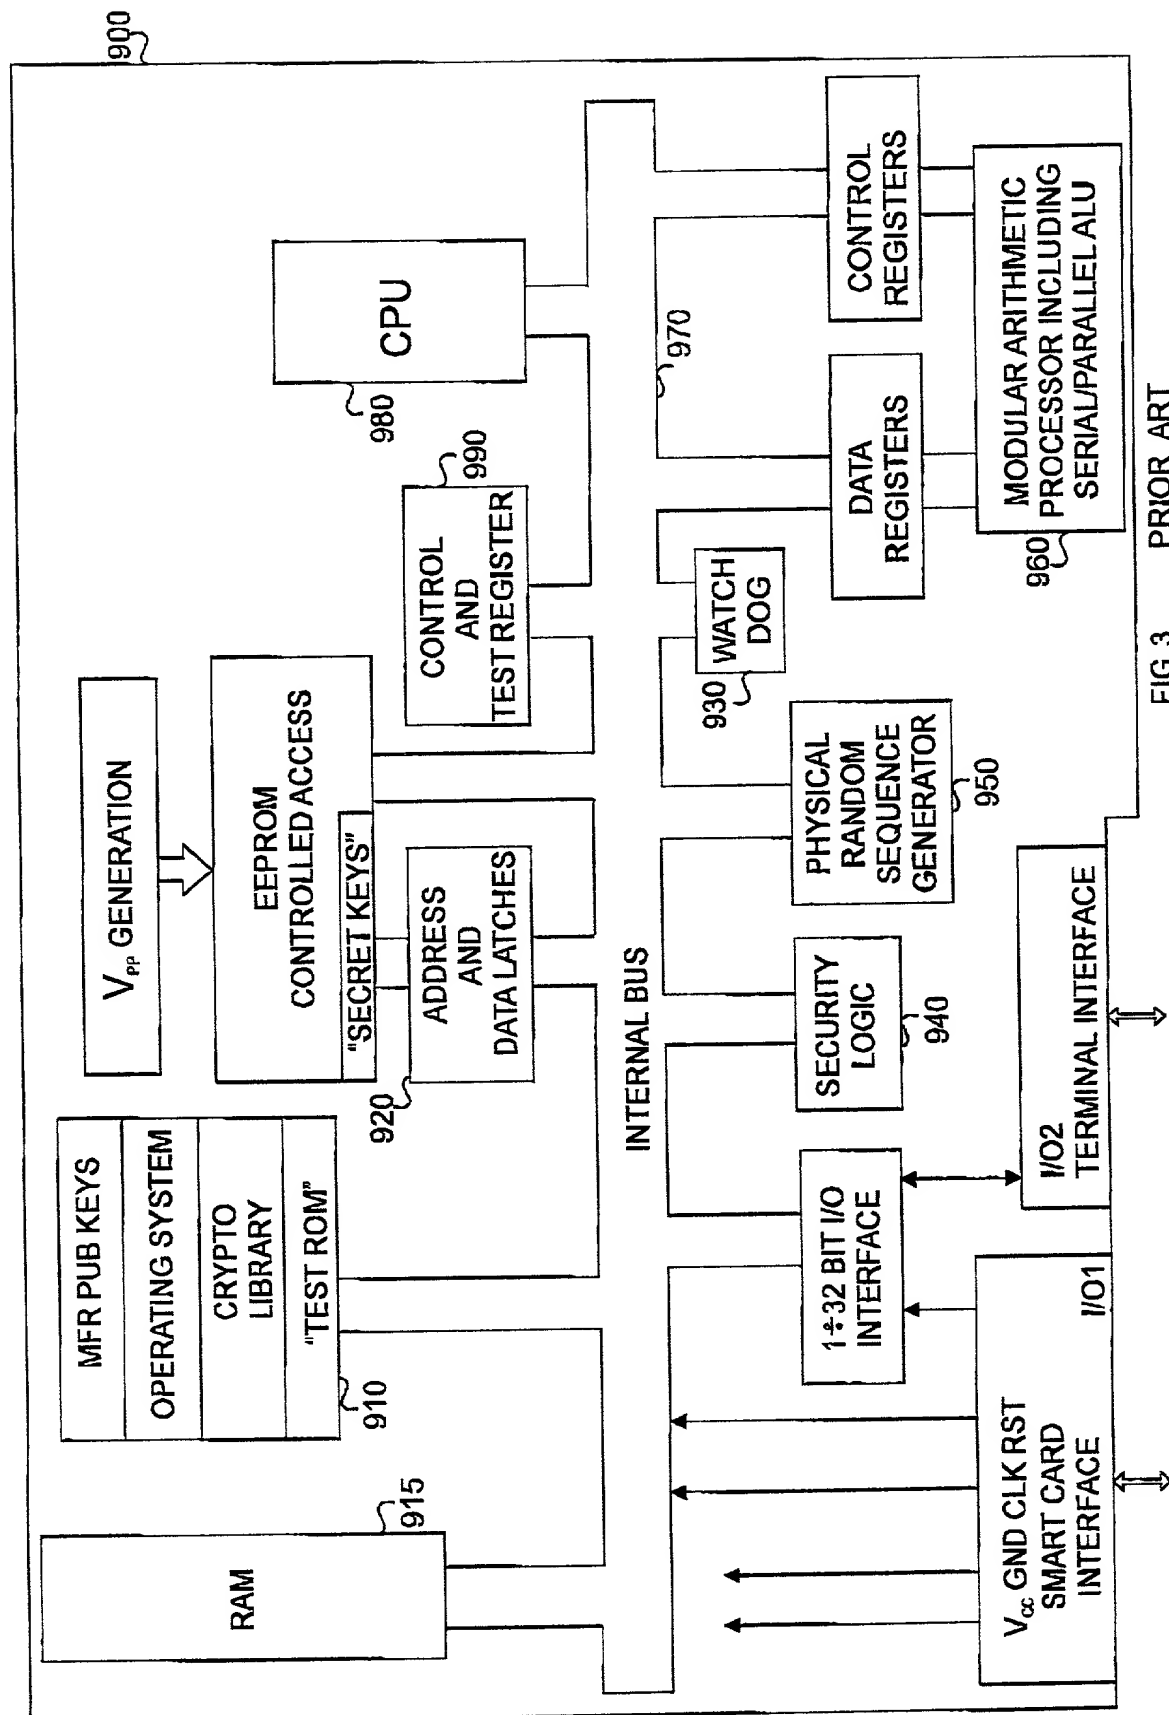 900
V_PP GENERATION
MFR PUB KEYS
OPERATING SYSTEM
CRYPTO
LIBRARY
"TEST ROM"
910
RAM
915
EEPROM
CONTROLLED ACCESS
"SECRET KEYS"
ADDRESS
AND
DATA LATCHES
920
CONTROL
AND
TEST REGISTER
990
CPU
980
INTERNAL BUS
970
1÷32 BIT I/O
INTERFACE
SECURITY
LOGIC
940
PHYSICAL
RANDOM
SEQUENCE
GENERATOR
950
WATCH
DOG
930
DATA
REGISTERS
CONTROL
REGISTERS
MODULAR ARITHMETIC
PROCESSOR INCLUDING
SERIAL/PARALLEL ALU
960
V_CC GND CLK RST
SMART CARD
INTERFACE
I/O1
I/O2
TERMINAL INTERFACE
FIG 3 PRIOR ART